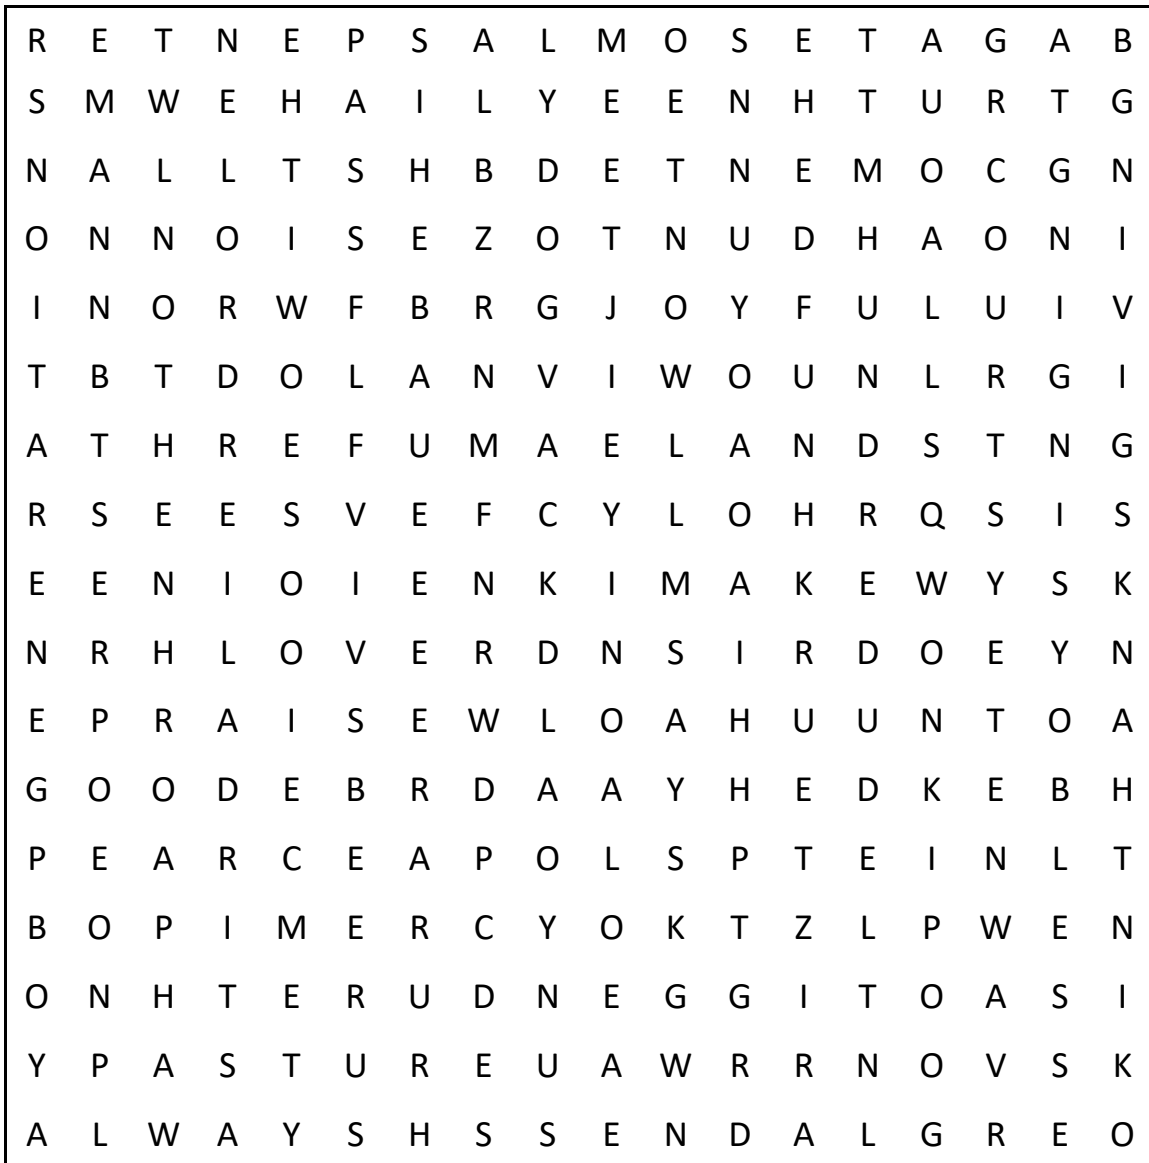 R E T N E P S A L M O S E T A G A B
S M W E H A I L Y E E N H T U R T G
N A L L T S H B D E T N E M O C G N
O N N O I S E Z O T N U D H A O N I
I N O R W F B R G J O Y F U L U I V
T B T D O L A N V I W O U N L R G I
A T H R E F U M A E L A N D S T N G
R S E E S V E F C Y L O H R Q S I S
E E N I O I E N K I M A K E W Y S K
N R H L O V E R D N S I R D O E Y N
E P R A I S E W L O A H U U N T O A
G O O D E B R D A A Y H E D K E B H
P E A R C E A P O L S P T E I N L T
B O P I M E R C Y O K T Z L P W E N
O N H T E R U D N E G G I T O A S I
Y P A S T U R E U A W R R N O V S K
A L W A Y S H S S E N D A L G R E O